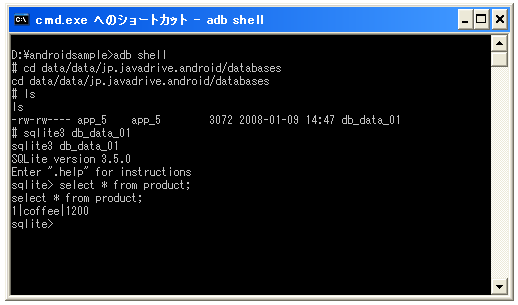 cmd.exe へのショートカット - adb shell
D:¥androidsample>adb shell
# cd data/data/jp.javadrive.android/databases
cd data/data/jp.javadrive.android/databases
# ls
ls
-rw-rw---- app_5    app_5        3072 2008-01-09 14:47 db_data_01
# sqlite3 db_data_01
sqlite3 db_data_01
SQLite version 3.5.0
Enter ".help" for instructions
sqlite> select * from product;
select * from product;
1|coffee|1200
sqlite>